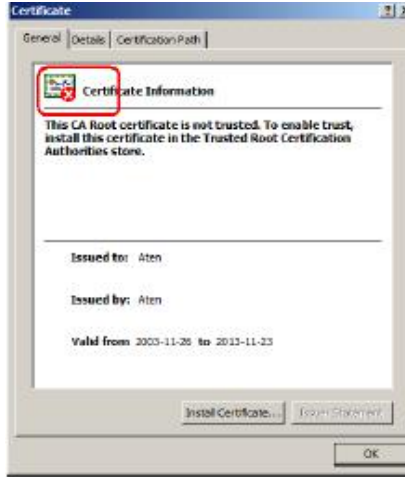 Certificate
General Details Certification Path
Certificate Information
This CA Root certificate is not trusted. To enable trust,
install this certificate in the Trusted Root Certification
Authorities store.
Issued to: Aten
Issued by: Aten
Valid from 2003-11-26 to 2013-11-23
Install Certificate... Issuer Statement
OK